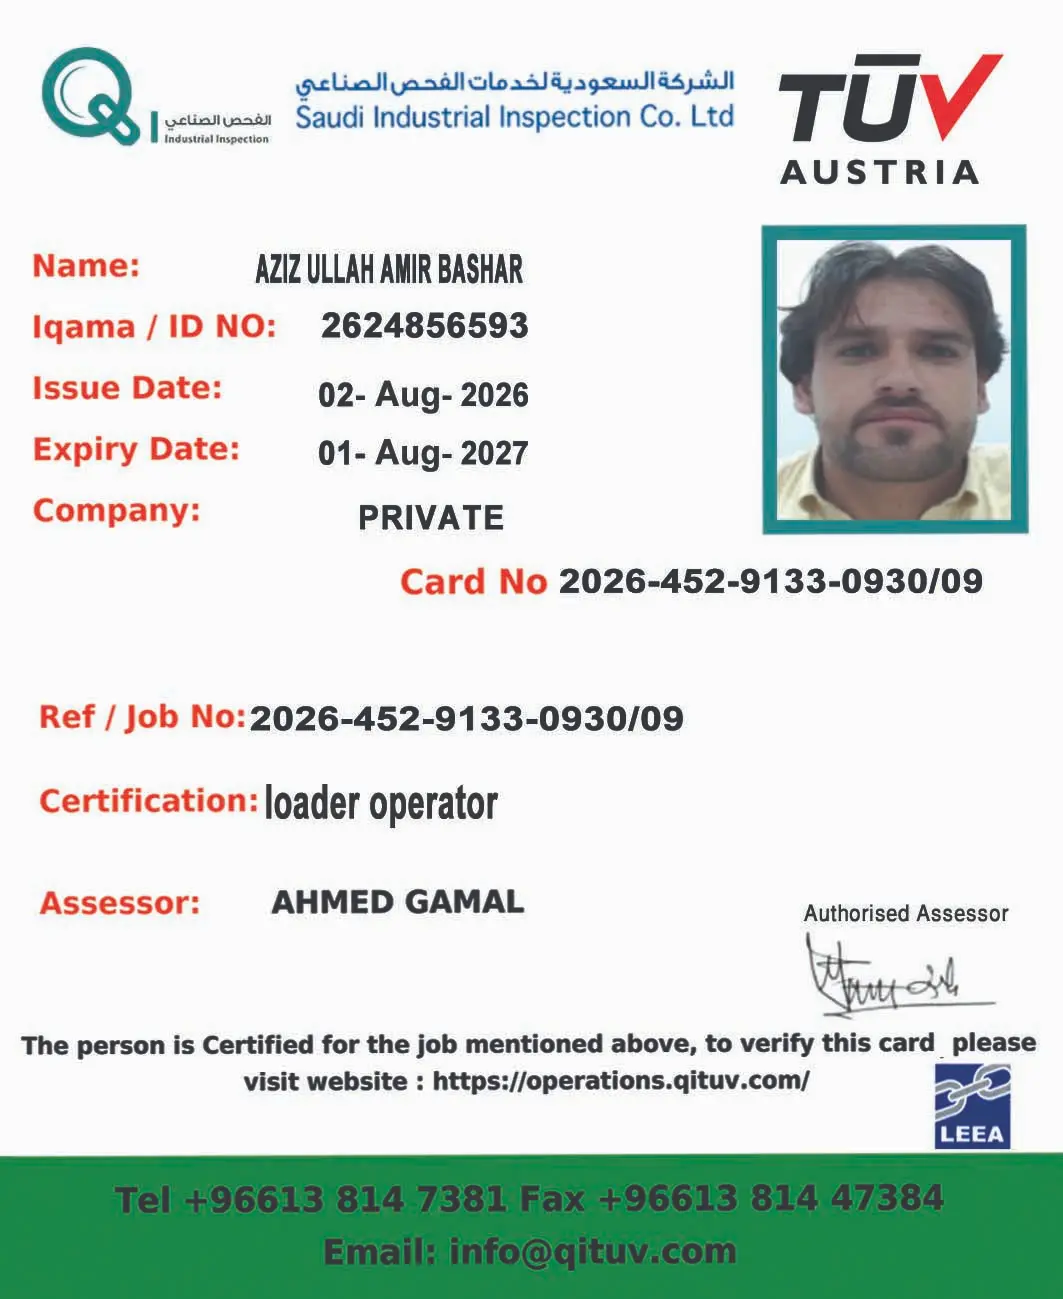 الفحص الصناعي
Industrial Inspection
الشركة السعودية لخدمات الفحص الصناعي
Saudi Industrial Inspection Co. Ltd
TÜV
AUSTRIA
Name: AZIZ ULLAH AMIR BASHAR
Iqama / ID NO: 2624856593
Issue Date: 02- Aug- 2026
Expiry Date: 01- Aug- 2027
Company: PRIVATE
Card No 2026-452-9133-0930/09
Ref / Job No: 2026-452-9133-0930/09
Certification: loader operator
Assessor: AHMED GAMAL
Authorised Assessor
The person is Certified for the job mentioned above, to verify this card please
visit website : https://operations.qituv.com/
LEEA
Tel +96613 814 7381 Fax +96613 814 47384
Email: info@qituv.com